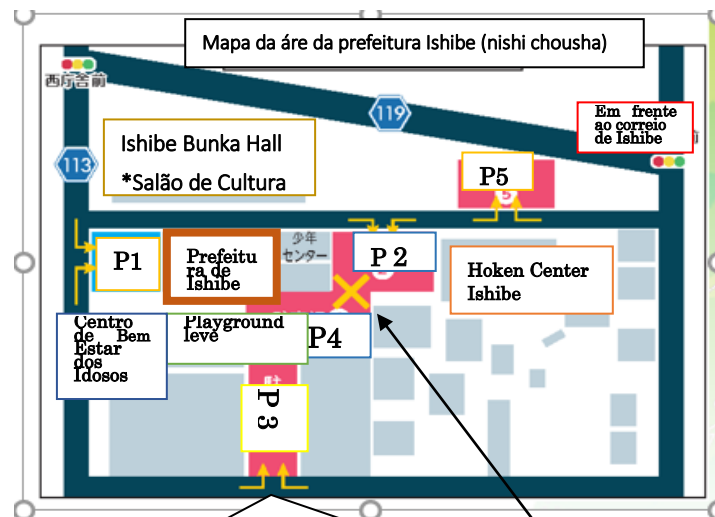 Mapa da áre da prefeitura Ishibe (nishi chousha)
西庁舎前
119
Em frente
ao correio
de Ishibe
前
Ishibe Bunka Hall
*Salão de Cultura
113
P5
5
少年
センター
P1
Prefeitu
ra de
Ishibe
P 2
Hoken Center
Ishibe
Centro
de Bem
Estar
dos
Idosos
Playground
leve
P4
P 3